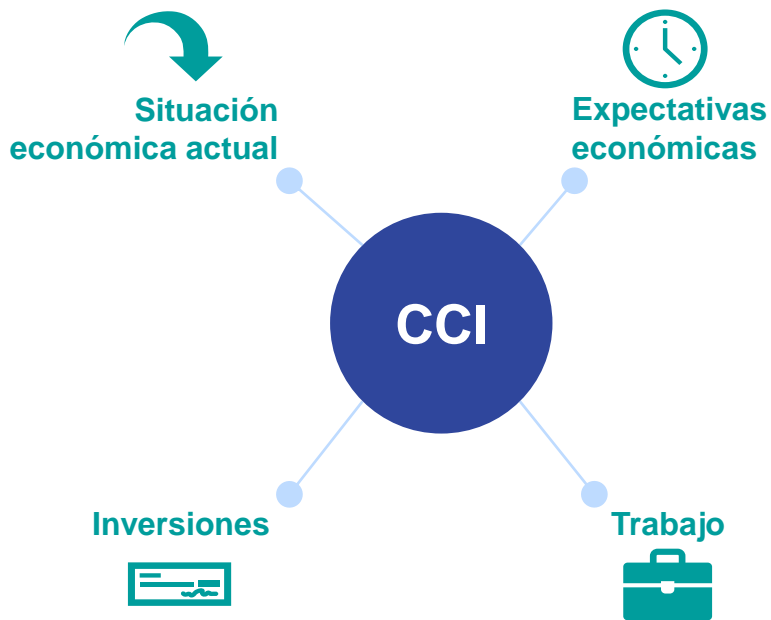 Situación
económica actual
Expectativas
económicas
CCI
Inversiones
Trabajo